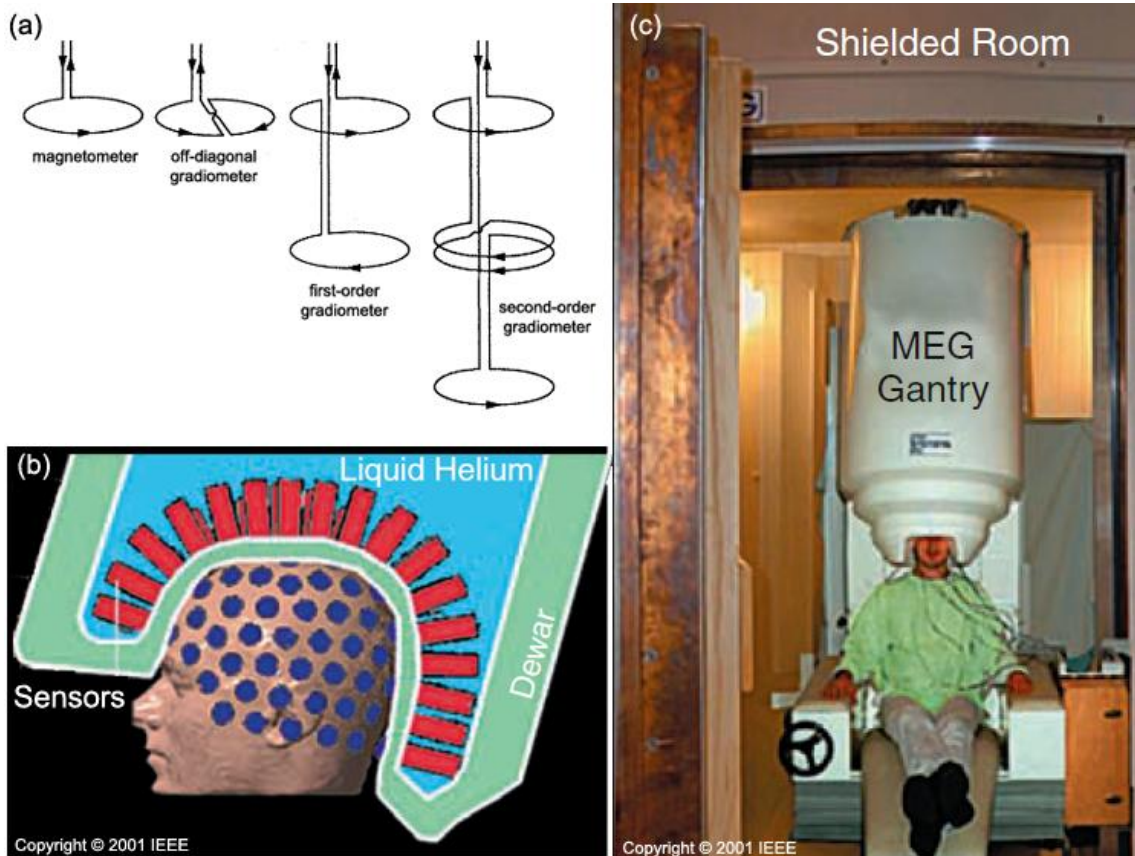 (a)
magnetometer
off-diagonal
gradiometer
first-order
gradiometer
second-order
gradiometer
(b)
Liquid Helium
Sensors
Dewar
Copyright © 2001 IEEE
(c)
Shielded Room
MEG
Gantry
Copyright © 2001 IEEE